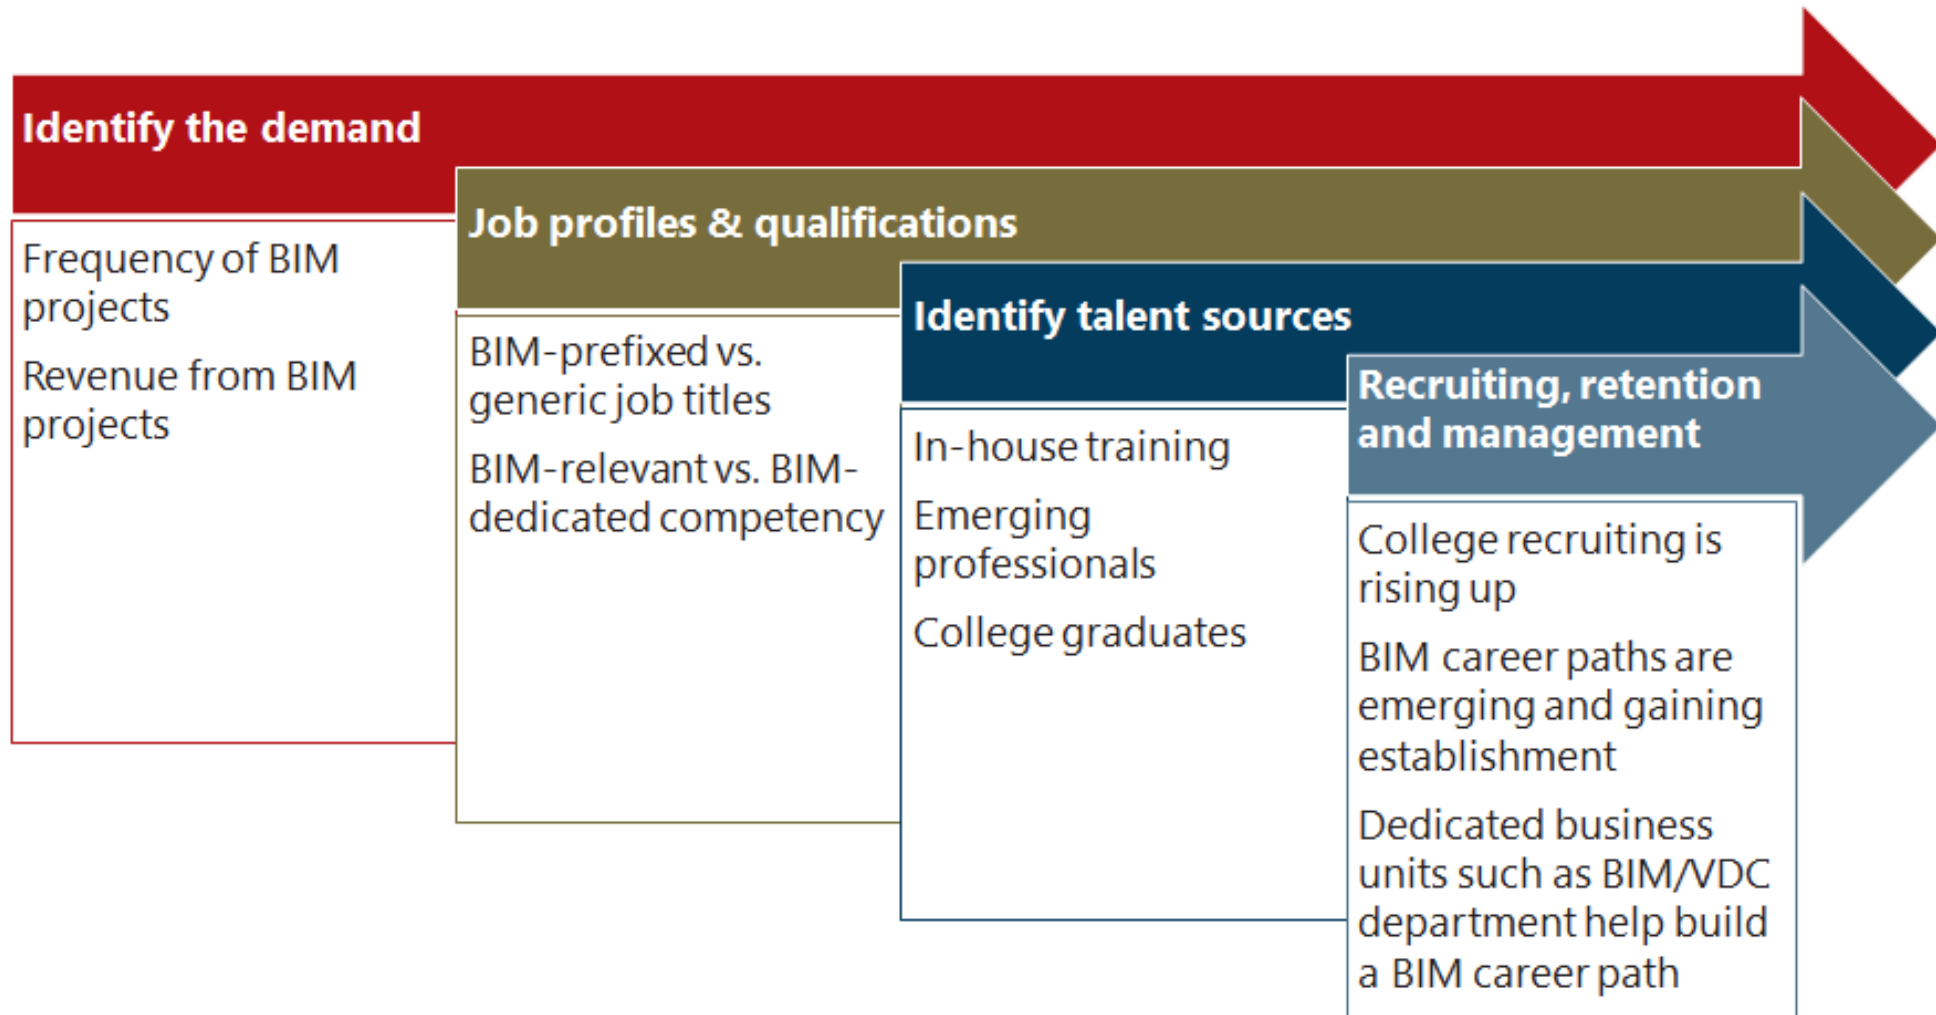 Identify the demand
Frequency of BIM
projects
Revenue from BIM
projects
Job profiles & qualifications
BIM-prefixed vs.
generic job titles
BIM-relevant vs. BIM-
dedicated competency
Identify talent sources
In-house training
Emerging
professionals
College graduates
Recruiting, retention
and management
College recruiting is
rising up
BIM career paths are
emerging and gaining
establishment
Dedicated business
units such as BIM/VDC
department help build
a BIM career path